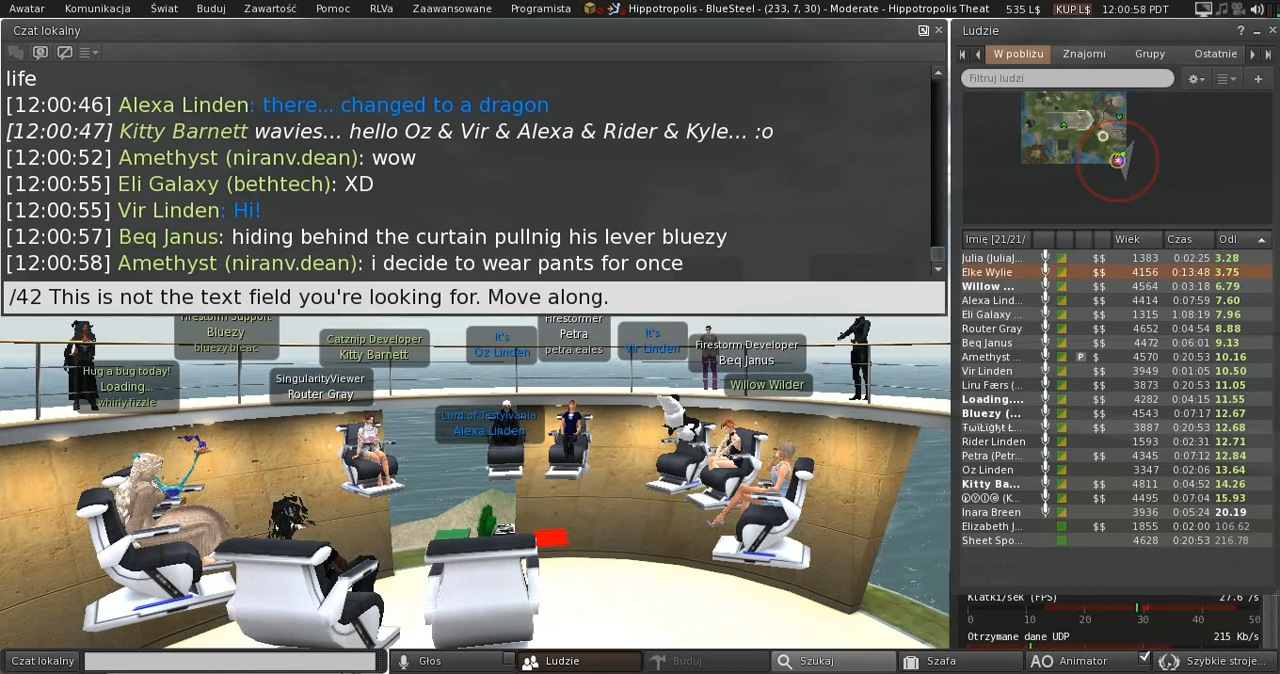 Awatar Komunikacja Świat Buduj Zawartość Pomoc RLVa Zaawansowane Programista Hippotropolis - BlueSteel - (233, 7, 30) - Moderate - Hippotropolis Theat 535 L$ KUP L$ 12:00:58 PDT
Czat lokalny
life
[12:00:46] Alexa Linden: there... changed to a dragon
[12:00:47] Kitty Barnett wavies... hello Oz & Vir & Alexa & Rider & Kyle... :o
[12:00:52] Amethyst (niranv.dean): wow
[12:00:55] Eli Galaxy (bethtech): XD
[12:00:55] Vir Linden: Hi!
[12:00:57] Beq Janus: hiding behind the curtain pullnig his lever bluezy
[12:00:58] Amethyst (niranv.dean): i decide to wear pants for once
/42 This is not the text field you're looking for. Move along.
Firestorm Support
Bluezy
bluezy.bleac
Catznip Developer
Kitty Barnett
It's
Oz Linden
Firestormer
Petra
petra.eales
It's
Vir Linden
Firestorm Developer
Beq Janus
Hug a bug today!
Loading...
whirly.fizzle
SingularityViewer
Router Gray
Willow Wilder
Lord of Testylvania
Alexa Linden
Ludzie
W pobliżu Znajomi Grupy Ostatnie
Filtruj ludzi
Imię [21/21/ Wiek Czas Odl.
Julia (JuliaJ... $$ 1383 0:02:25 3.28
Elke Wylie 4156 0:13:48 3.75
Willow ... $$ 4564 0:03:18 6.79
Alexa Lind... $$ 4414 0:07:59 7.60
Eli Galaxy ... $$ 1315 1:08:19 7.96
Router Gray $$ 4652 0:04:54 8.88
Beq Janus $$ 4472 0:06:01 9.13
Amethyst ... P $ 4570 0:20:53 10.16
Vir Linden $$ 3949 0:01:05 10.50
Liru Færs (... $$ 3873 0:20:53 11.05
Loading.... $$ 4282 0:04:15 11.55
Bluezy (... $$ 4543 0:07:17 12.67
$$ 3887 0:20:53 12.68
Rider Linden 1593 0:02:31 12.71
Petra (Petr... $$ 4345 0:07:12 12.84
Oz Linden 3347 0:02:06 13.64
Kitty Ba... $$ 4811 0:04:52 14.26
$$ 4495 0:07:04 15.93
Inara Breen 3936 0:05:24 20.19
Elizabeth J... $$ 1855 0:02:00 106.62
Sheet Spo... 4628 0:20:53 216.78
Klatki/sek (FPS) 27.6 /s
0 10 20 30 40 50
Otrzymane dane UDP 215 Kb/s
Czat lokalny Głos Ludzie Buduj Szukaj Szafa AO Animator Szybkie stroje...